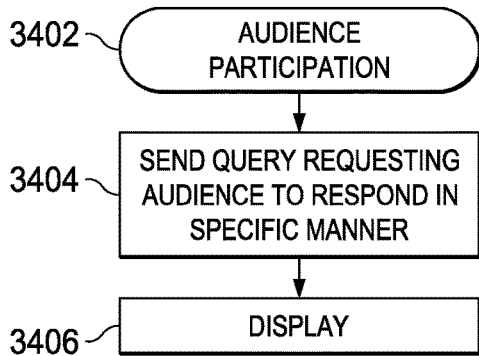 3402
AUDIENCE
PARTICIPATION
3404
SEND QUERY REQUESTING
AUDIENCE TO RESPOND IN
SPECIFIC MANNER
3406
DISPLAY